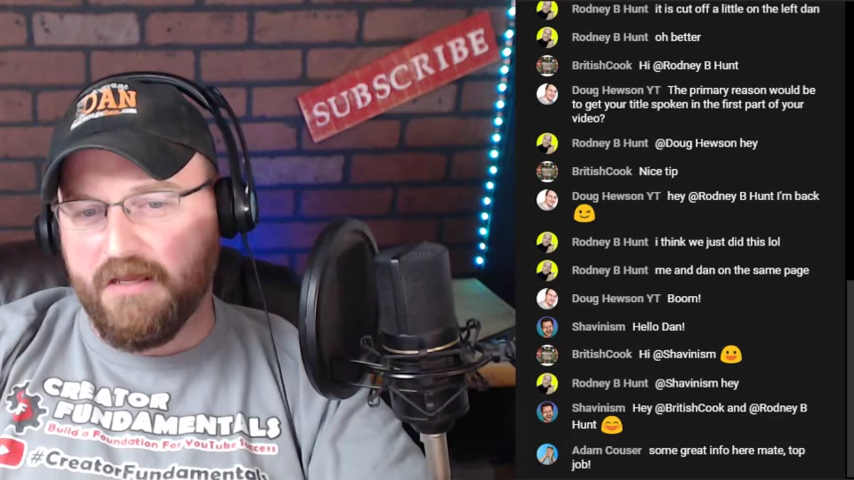 DAN
SUBSCRIBE
CREATOR
FUNDAMENTALS
Build a Foundation For YouTube Success
#CreatorFundamentals
Rodney B Hunt it is cut off a little on the left dan
Rodney B Hunt oh better
BritishCook Hi @Rodney B Hunt
Doug Hewson YT The primary reason would be
to get your title spoken in the first part of your
video?
Rodney B Hunt @Doug Hewson hey
BritishCook Nice tip
Doug Hewson YT hey @Rodney B Hunt I'm back
Rodney B Hunt i think we just did this lol
Rodney B Hunt me and dan on the same page
Doug Hewson YT Boom!
Shavinism Hello Dan!
BritishCook Hi @Shavinism
Rodney B Hunt @Shavinism hey
Shavinism Hey @BritishCook and @Rodney B
Hunt
Adam Couser some great info here mate, top
job!